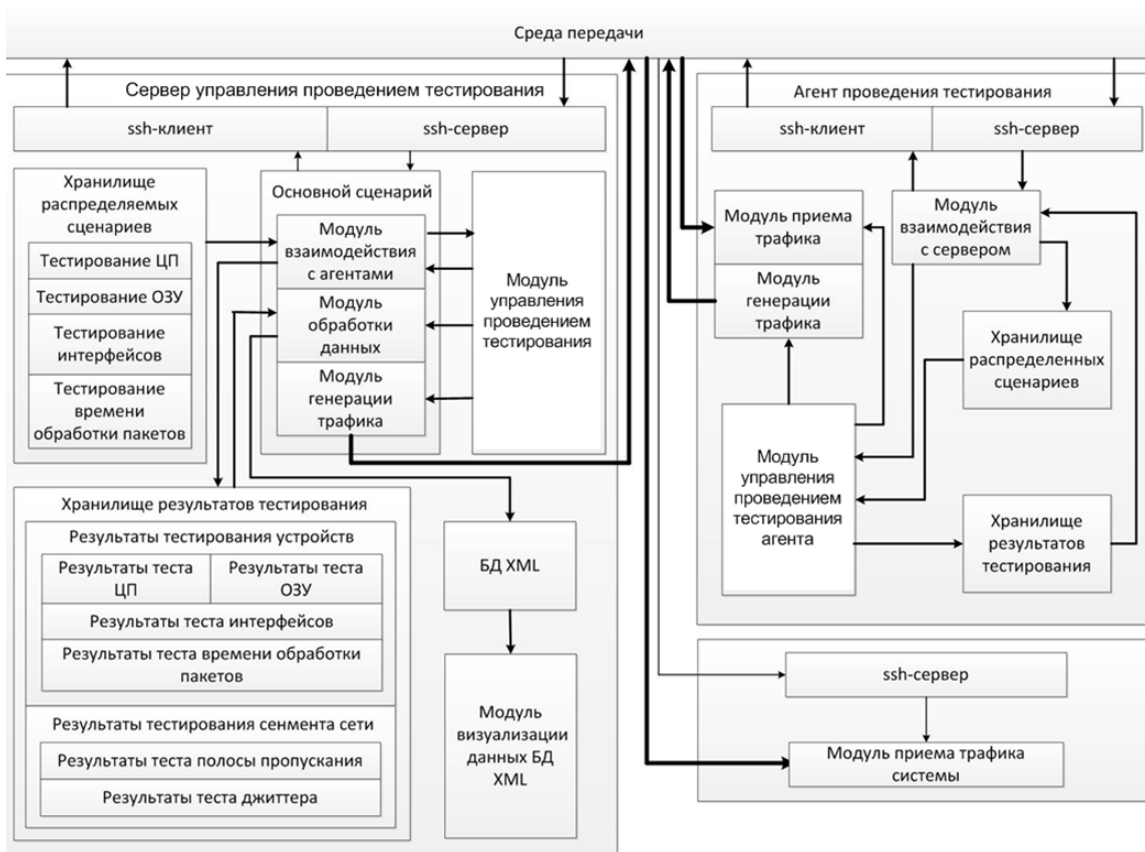 Среда передачи
Сервер управления проведением тестирования
ssh-клиент
ssh-сервер
Хранилище
распределяемых
сценариев
Тестирование ЦП
Тестирование ОЗУ
Тестирование
интерфейсов
Тестирование
времени
обработки пакетов
Основной сценарий
Модуль
взаимодействия
с агентами
Модуль
обработки
данных
Модуль
генерации
трафика
Модуль
управления
проведением
тестирования
Хранилище результатов тестирования
Результаты тестирования устройств
Результаты теста
ЦП
Результаты теста
ОЗУ
Результаты теста интерфейсов
Результаты теста времени обработки
пакетов
Результаты тестирования сенмента сети
Результаты теста полосы пропускания
Результаты теста джиттера
БД XML
Модуль
визуализации
данных БД
XML
Агент проведения тестирования
ssh-клиент
ssh-сервер
Модуль приема
трафика
Модуль
генерации
трафика
Модуль
взаимодействия
с сервером
Хранилище
распределенных
сценариев
Модуль
управления
проведением
тестирования
агента
Хранилище
результатов
тестирования
ssh-сервер
Модуль приема трафика
системы